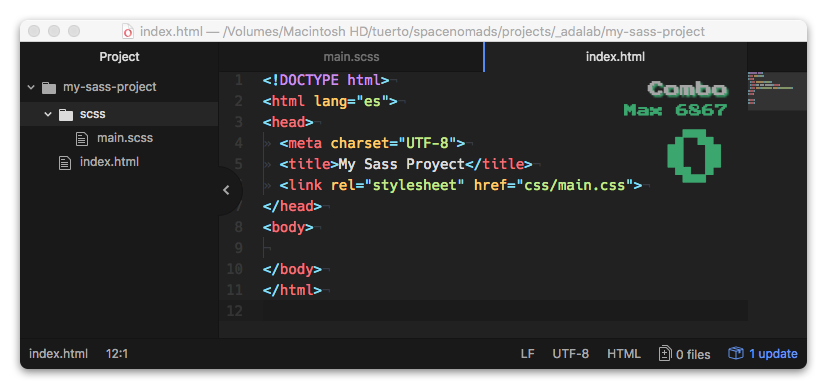 index.html — /Volumes/Macintosh HD/tuerto/spacenomads/projects/_adalab/my-sass-project
Project
main.scss
index.html
my-sass-project
scss
main.scss
index.html
1 <!DOCTYPE html>
2 <html lang="es">
3 <head>
4 <meta charset="UTF-8">
5 <title>My Sass Proyect</title>
6 <link rel="stylesheet" href="css/main.css">
7 </head>
8 <body>
9
10 </body>
11 </html>
12
Combo
Max 6867
0
index.html 12:1 LF UTF-8 HTML 0 files 1 update